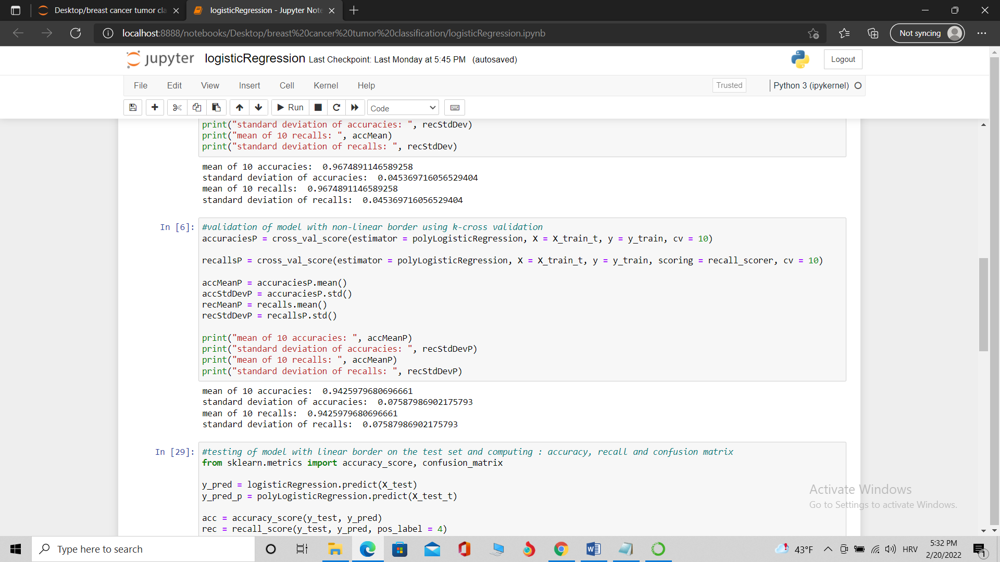 Desktop/breast cancer tumor cla
logisticRegression - Jupyter Note
localhost:8888/notebooks/Desktop/breast%20cancer%20tumor%20classification/logisticRegression.ipynb
Not syncing
jupyter logisticRegression Last Checkpoint: Last Monday at 5:45 PM (autosaved)
Logout
File Edit View Insert Cell Kernel Help
Trusted
Python 3 (ipykernel)
Run
Code
print("standard deviation of accuracies: ", recStdDev)
print("mean of 10 recalls: ", accMean)
print("standard deviation of recalls: ", recStdDev)
mean of 10 accuracies:  0.9674891146589258
standard deviation of accuracies:  0.045369716056529404
mean of 10 recalls:  0.9674891146589258
standard deviation of recalls:  0.045369716056529404
In [6]:
#validation of model with non-linear border using k-cross validation
accuraciesP = cross_val_score(estimator = polyLogisticRegression, X = X_train_t, y = y_train, cv = 10)
recallsP = cross_val_score(estimator = polyLogisticRegression, X = X_train_t, y = y_train, scoring = recall_scorer, cv = 10)
accMeanP = accuraciesP.mean()
accStdDevP = accuraciesP.std()
recMeanP = recalls.mean()
recStdDevP = recallsP.std()
print("mean of 10 accuracies: ", accMeanP)
print("standard deviation of accuracies: ", recStdDevP)
print("mean of 10 recalls: ", accMeanP)
print("standard deviation of recalls: ", recStdDevP)
mean of 10 accuracies:  0.9425979680696661
standard deviation of accuracies:  0.07587986902175793
mean of 10 recalls:  0.9425979680696661
standard deviation of recalls:  0.07587986902175793
In [29]:
#testing of model with linear border on the test set and computing : accuracy, recall and confusion matrix
from sklearn.metrics import accuracy_score, confusion_matrix
y_pred = logisticRegression.predict(X_test)
y_pred_p = polyLogisticRegression.predict(X_test_t)
acc = accuracy_score(y_test, y_pred)
rec = recall_score(y_test, y_pred, pos_label = 4)
Activate Windows
Go to Settings to activate Windows.
Type here to search
43°F
HRV
5:32 PM
2/20/2022
1